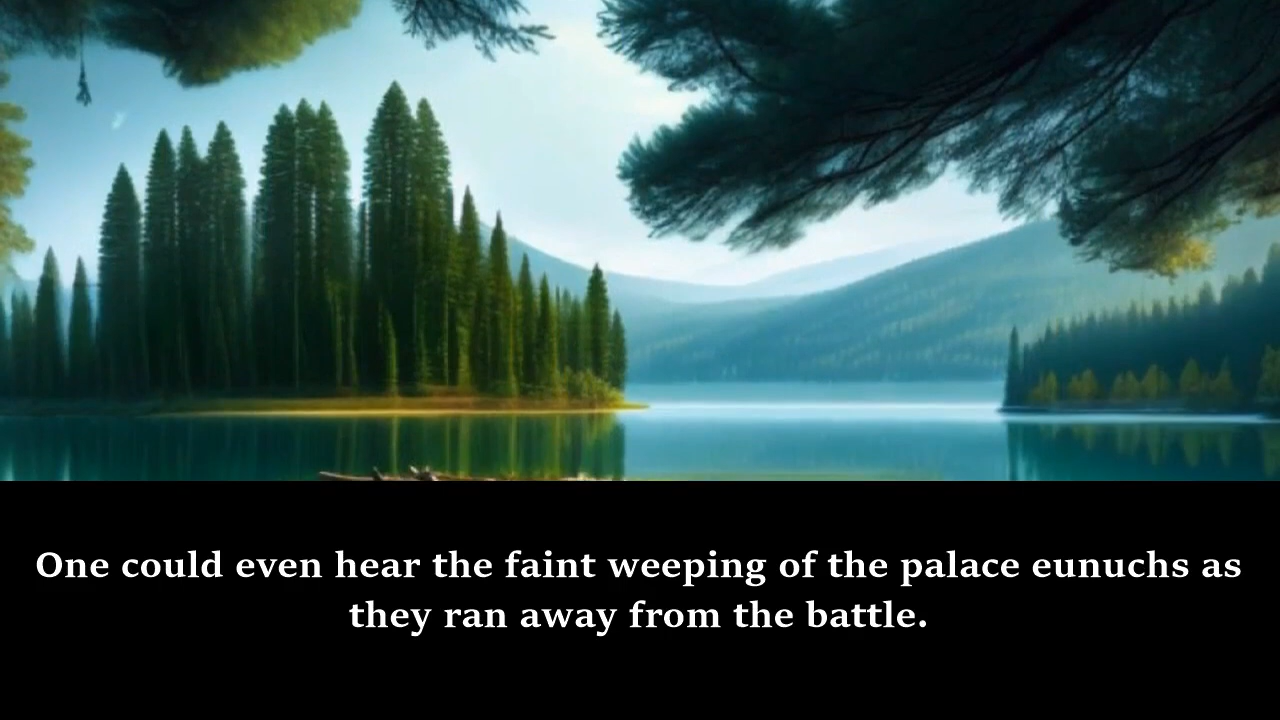 One could even hear the faint weeping of the palace eunuchs as
they ran away from the battle.